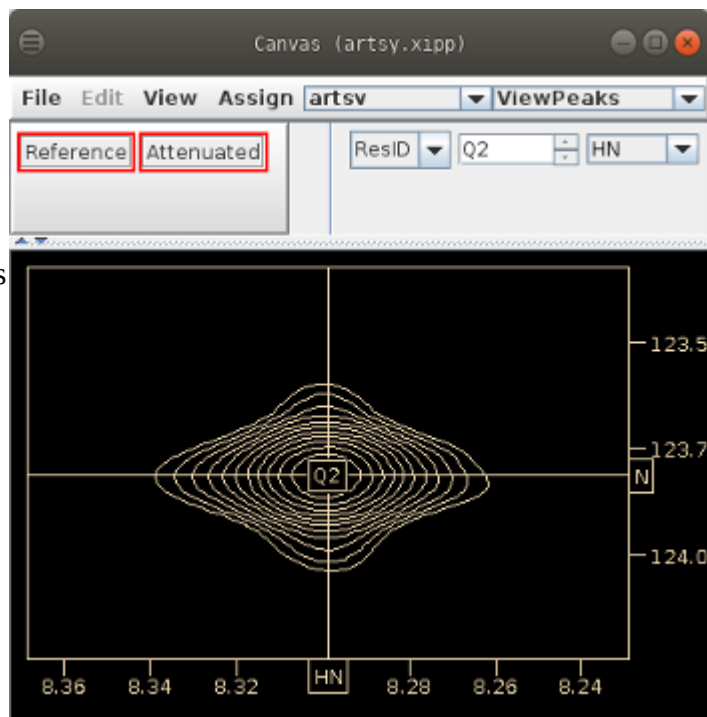 Canvas (artsy.xipp)
File Edit View Assign artsv ViewPeaks
Reference Attenuated ResID Q2 HN
s
123.5
Q2
123.7
N
124.0
8.36 8.34 8.32 HN 8.28 8.26 8.24